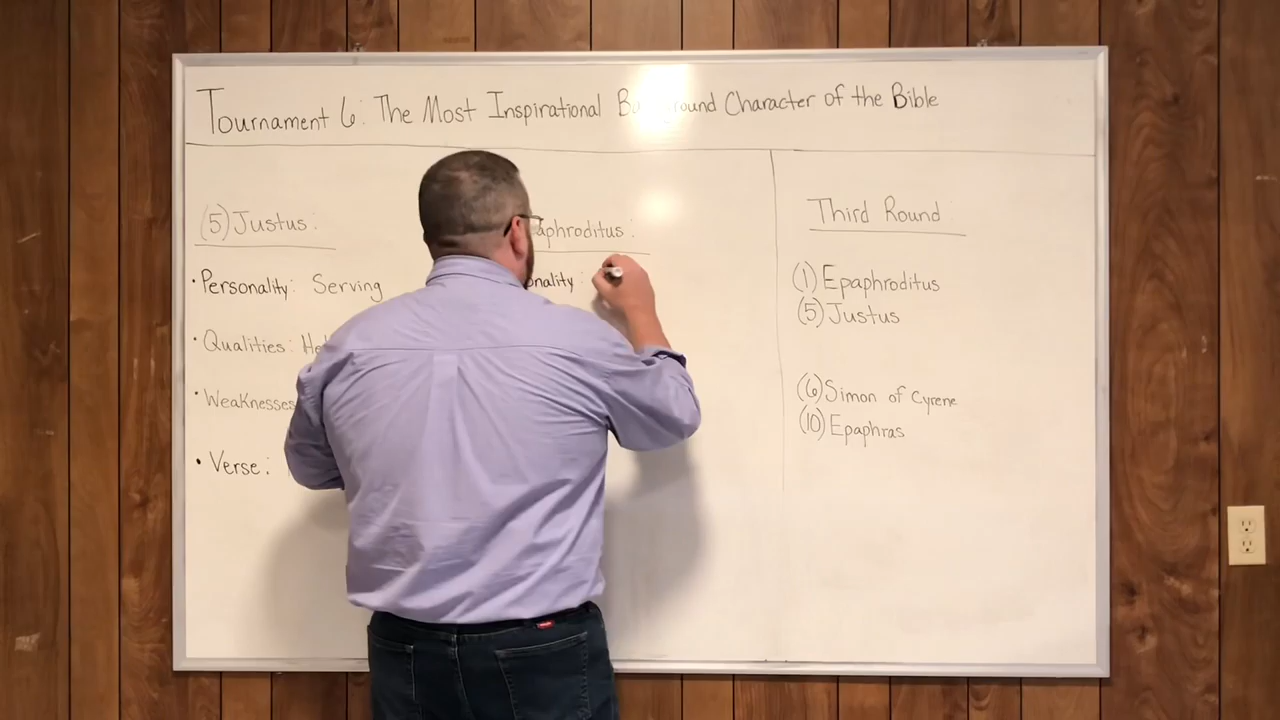 Tournament 6: The Most Inspirational Background Character of the Bible
(5) Justus:
• Personality: Serving
• Qualities:
• Weaknesses
• Verse:
aphroditus:
onality:
Third Round
(1) Epaphroditus
(5) Justus
(6) Simon of Cyrene
(10) Epaphras